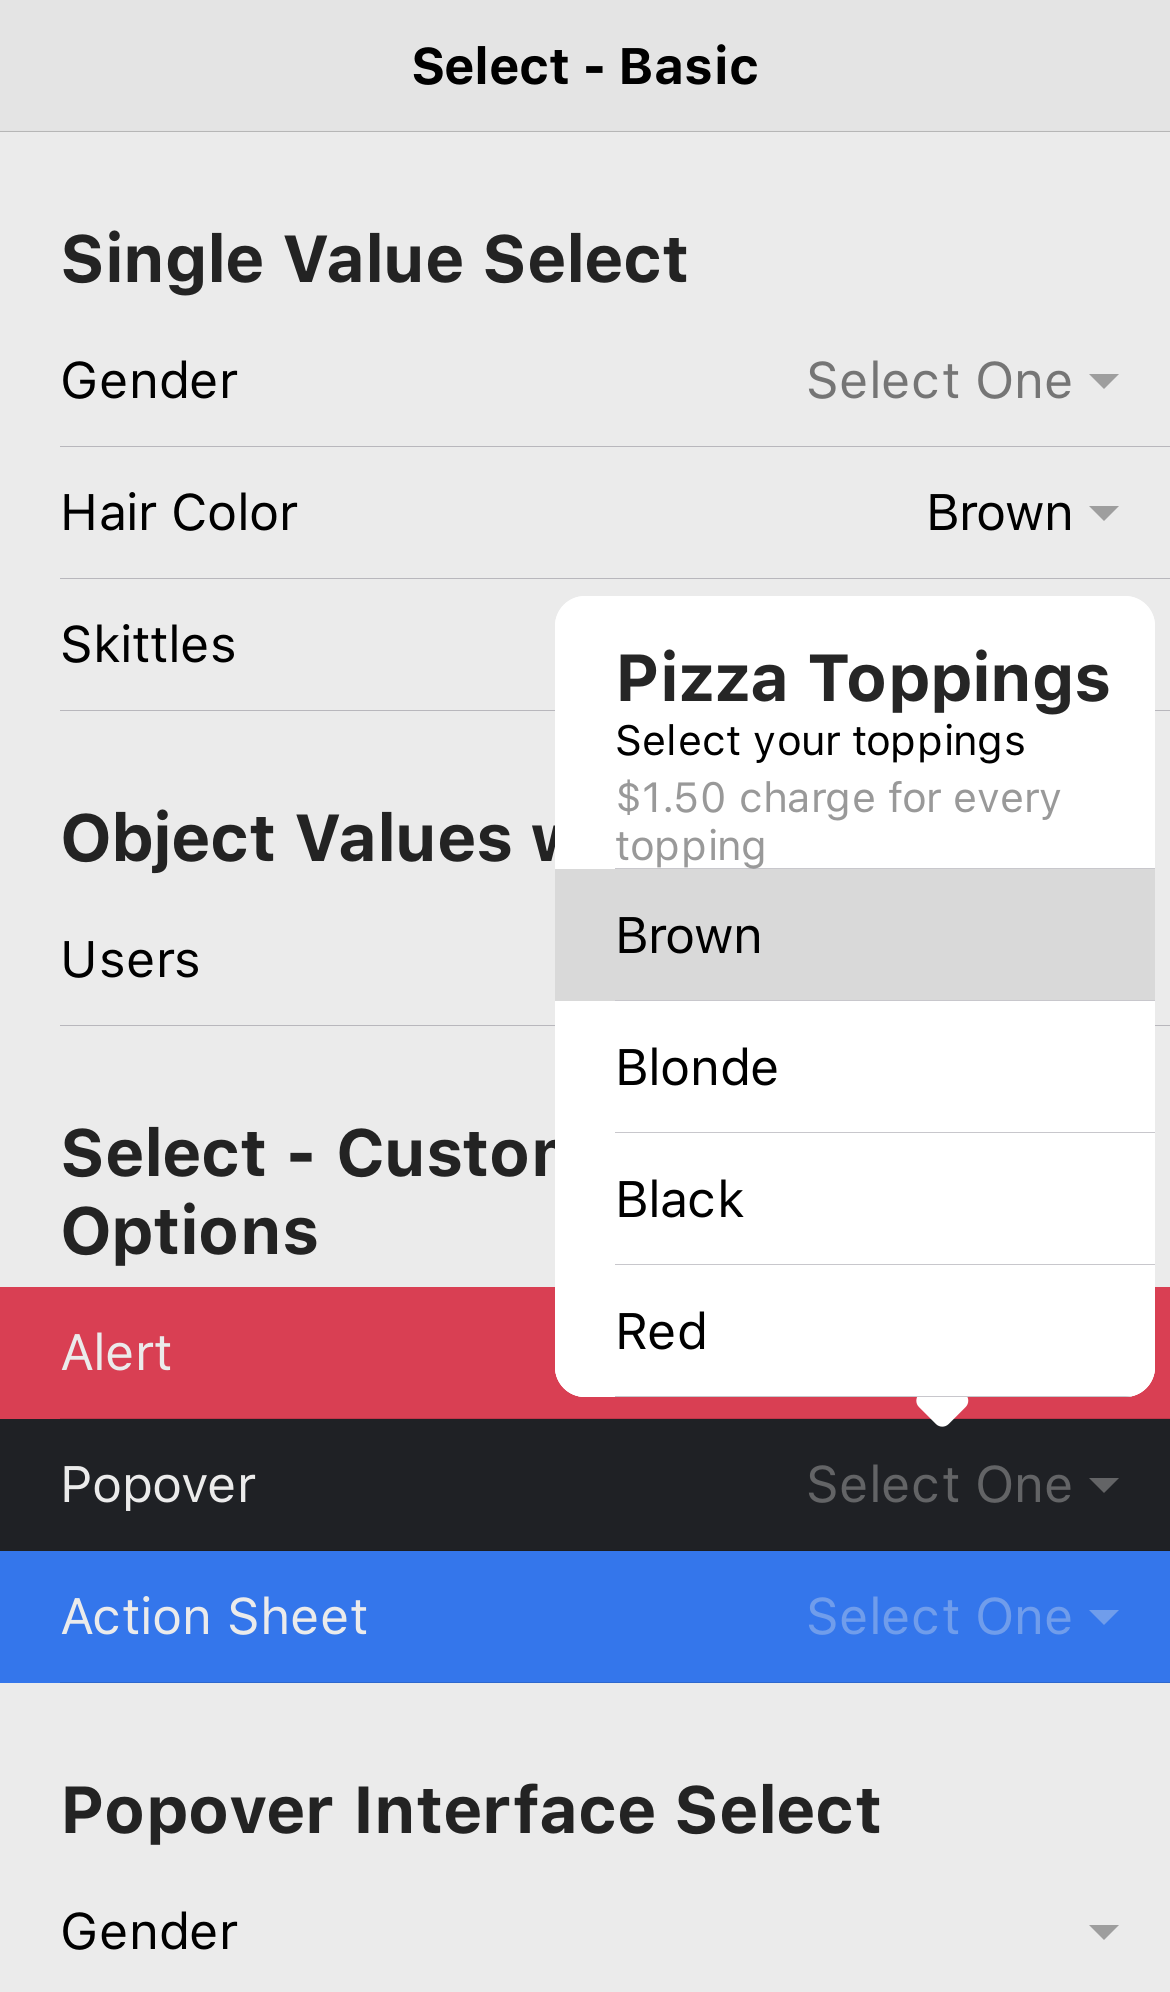 Select - Basic
Single Value Select
Gender Select One
Hair Color Brown
Skittles
Object Values
Users
Select -
Options
Alert
Popover Select One
Action Sheet Select One
Popover Interface Select
Gender
Pizza Toppings
Select your toppings
$1.50 charge for every
topping
Brown
Blonde
Black
Red